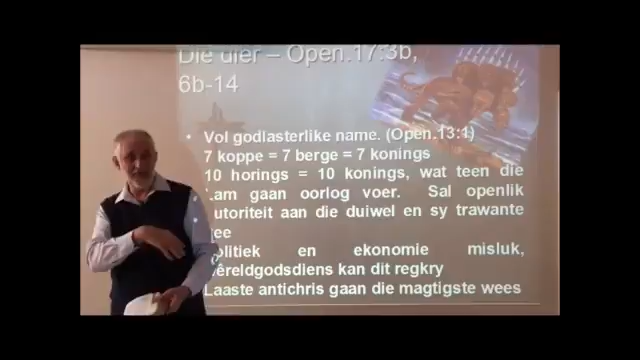 Die dier – Open.17:3b,
6b-14
• Vol godlasterlike name. (Open.13:1)
7 koppe = 7 berge = 7 konings
10 horings = 10 konings, wat teen die
Lam gaan oorlog voer. Sal openlik
outoriteit aan die duiwel en sy trawante
gee
politiek en ekonomie misluk,
wêreldgodsdiens kan dit regkry
Laaste antichris gaan die magtigste wees